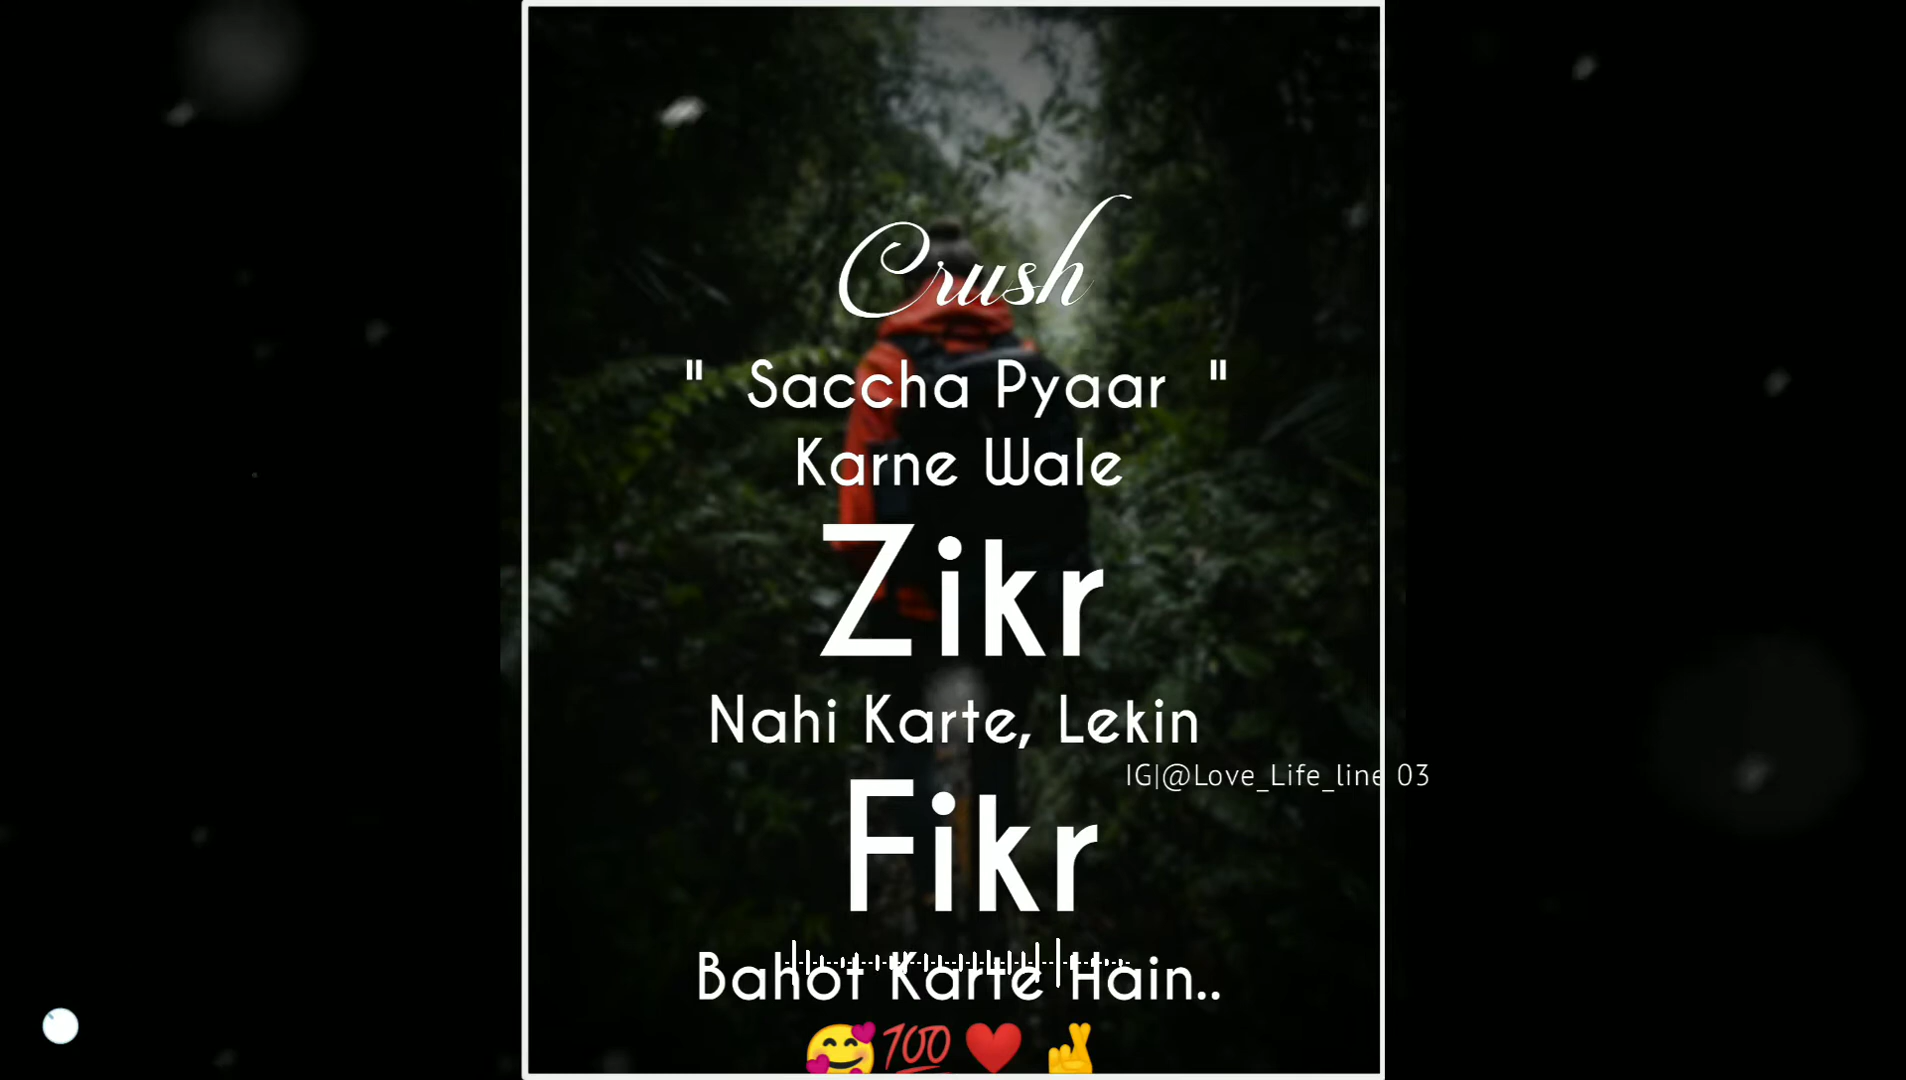 Crush
" Saccha Pyaar "
Karne Wale
Zikr
Nahi Karte, Lekin
IG|@Love_Life_line 03
Fikr
Bahot Karte Hain..
🥰💯❤️🤞